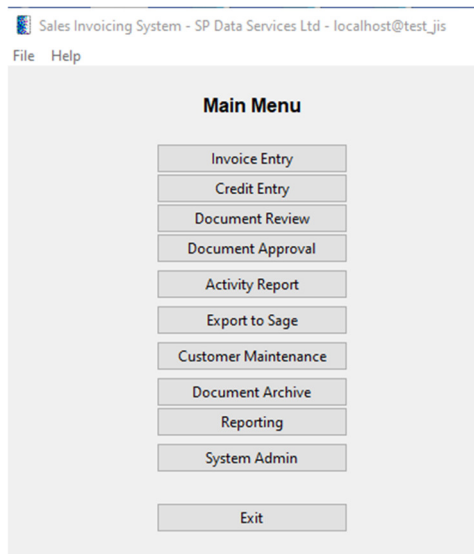 Sales Invoicing System - SP Data Services Ltd - localhost@test_jis
File Help
Main Menu
Invoice Entry
Credit Entry
Document Review
Document Approval
Activity Report
Export to Sage
Customer Maintenance
Document Archive
Reporting
System Admin
Exit